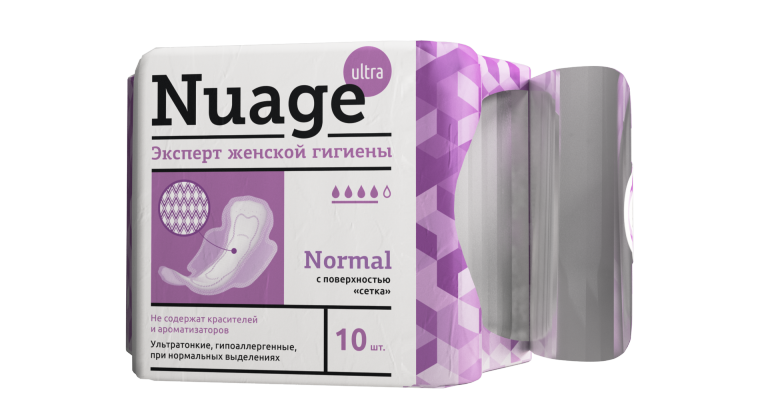 ultra
Nuage
Эксперт женской гигиены
Normal
с поверхностью
«сетка»
Не содержат красителей
и ароматизаторов
Ультратонкие, гипоаллергенные,
при нормальных выделениях
10 шт.